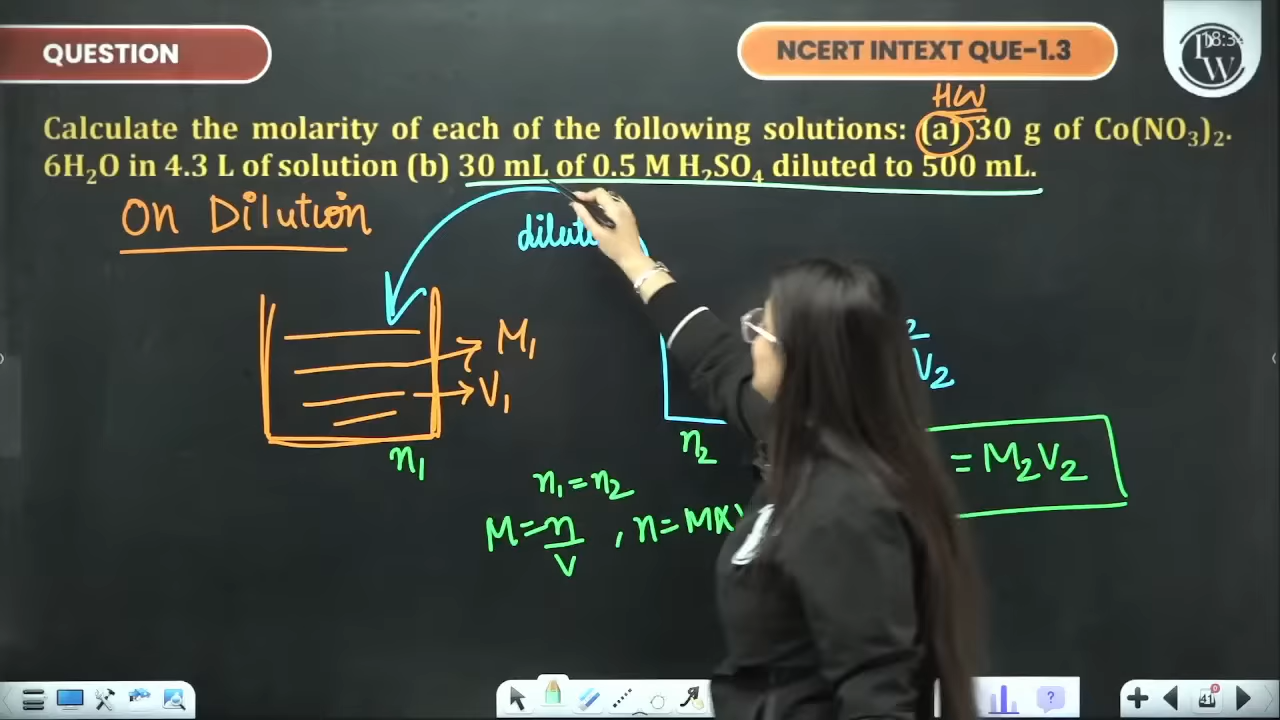 QUESTION
NCERT INTEXT QUE-1.3
HW
Calculate the molarity of each of the following solutions: (a) 30 g of Co(NO₃)₂.
6H₂O in 4.3 L of solution (b) 30 mL of 0.5 M H₂SO₄ diluted to 500 mL.
On Dilution
M₁
V₁
V₂
n₁
n₂
= M₂V₂
n₁ = n₂
M = n/V , n = M×V
41